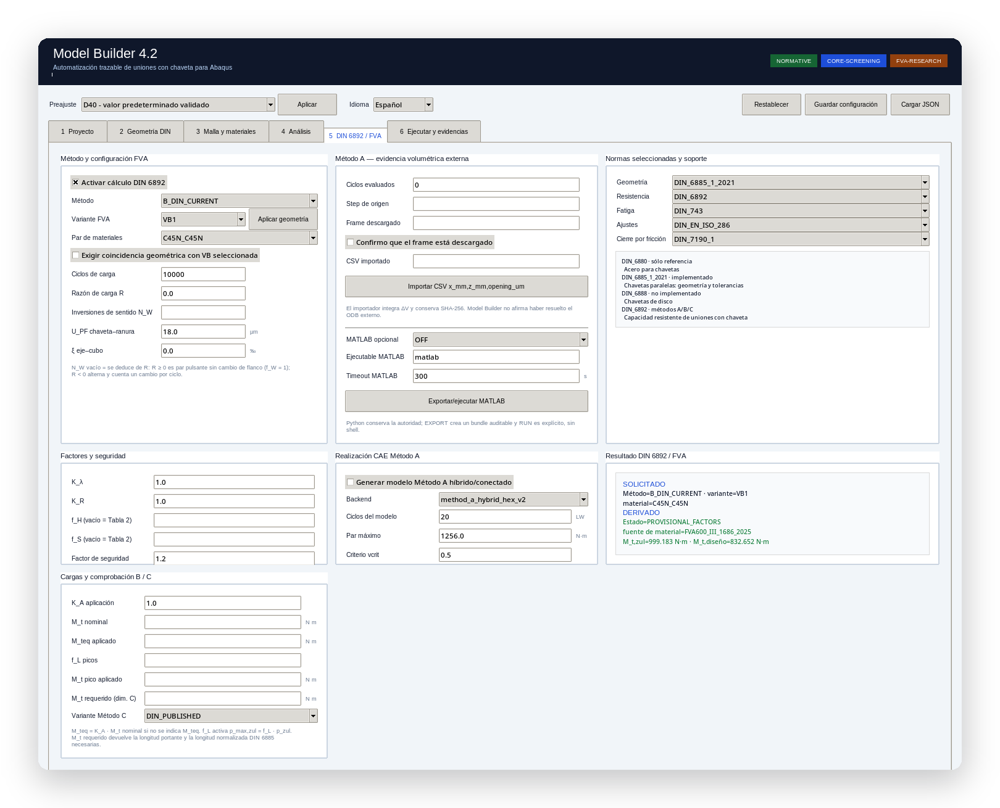 Model Builder 4.2
Automatización trazable de uniones con chaveta para Abaqus
NORMATIVE
CORE-SCREENING
FVA-RESEARCH
Preajuste
D40 - valor predeterminado validado
Aplicar
Idioma
Español
Restablecer
Guardar configuración
Cargar JSON
1 Proyecto
2 Geometría DIN
3 Malla y materiales
4 Análisis
5 DIN 6892 / FVA
6 Ejecutar y evidencias
Método y configuración FVA
Activar cálculo DIN 6892
Método
B_DIN_CURRENT
Variante FVA
VB1
Aplicar geometría
Par de materiales
C45N_C45N
Exigir coincidencia geométrica con VB seleccionada
Ciclos de carga
10000
Razón de carga R
0.0
Inversiones de sentido N_W
U_PF chaveta–ranura
18.0
µm
ξ eje–cubo
0.0
‰
N_W vacío = se deduce de R: R ≥ 0 es par pulsante sin cambio de flanco (f_W = 1);
R < 0 alterna y cuenta un cambio por ciclo.
Método A — evidencia volumétrica externa
Ciclos evaluados
0
Step de origen
Frame descargado
Confirmo que el frame está descargado
CSV importado
Importar CSV x_mm,z_mm,opening_um
El importador integra ΔV y conserva SHA-256. Model Builder no afirma haber resuelto el
ODB externo.
MATLAB opcional
OFF
Ejecutable MATLAB
matlab
Timeout MATLAB
300
s
Exportar/ejecutar MATLAB
Python conserva la autoridad; EXPORT crea un bundle auditable y RUN es explícito, sin
shell.
Normas seleccionadas y soporte
Geometría
DIN_6885_1_2021
Resistencia
DIN_6892
Fatiga
DIN_743
Ajustes
DIN_EN_ISO_286
Cierre por fricción
DIN_7190_1
DIN_6880 · sólo referencia
Acero para chavetas
DIN_6885_1_2021 · implementado
Chavetas paralelas: geometría y tolerancias
DIN_6888 · no implementado
Chavetas de disco
DIN_6892 · métodos A/B/C
Capacidad resistente de uniones con chaveta
Factores y seguridad
K_λ
1.0
K_R
1.0
f_H (vacío = Tabla 2)
f_S (vacío = Tabla 2)
Factor de seguridad
1.2
Realización CAE Método A
Generar modelo Método A híbrido/conectado
Backend
method_a_hybrid_hex_v2
Ciclos del modelo
20
LW
Par máximo
1256.0
N·m
Criterio vcrit
0.5
Resultado DIN 6892 / FVA
SOLICITADO
Método=B_DIN_CURRENT · variante=VB1
material=C45N_C45N
DERIVADO
Estado=PROVISIONAL_FACTORS
fuente de material=FVA600_III_1686_2025
M_t,zul=999.183 N·m · M_t,diseño=832.652 N·m
Cargas y comprobación B / C
K_A aplicación
1.0
M_t nominal
N m
M_teq aplicado
N m
f_L picos
M_t pico aplicado
N m
M_t requerido (dim. C)
N m
Variante Método C
DIN_PUBLISHED
M_teq = K_A · M_t nominal si no se indica M_teq. f_L activa p_max,zul = f_L · p_zul.
M_t requerido devuelve la longitud portante y la longitud normalizada DIN 6885
necesarias.